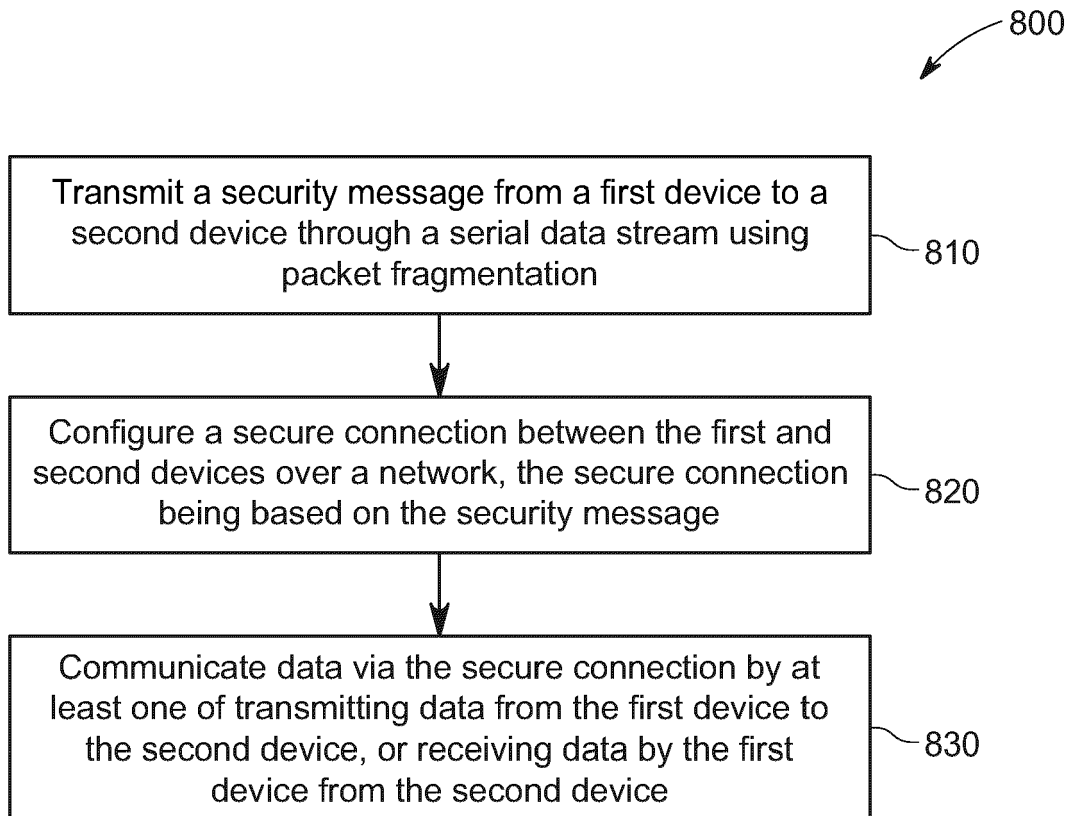 800
Transmit a security message from a first device to a
second device through a serial data stream using
packet fragmentation
810
Configure a secure connection between the first and
second devices over a network, the secure connection
being based on the security message
820
Communicate data via the secure connection by at
least one of transmitting data from the first device to
the second device, or receiving data by the first
device from the second device
830